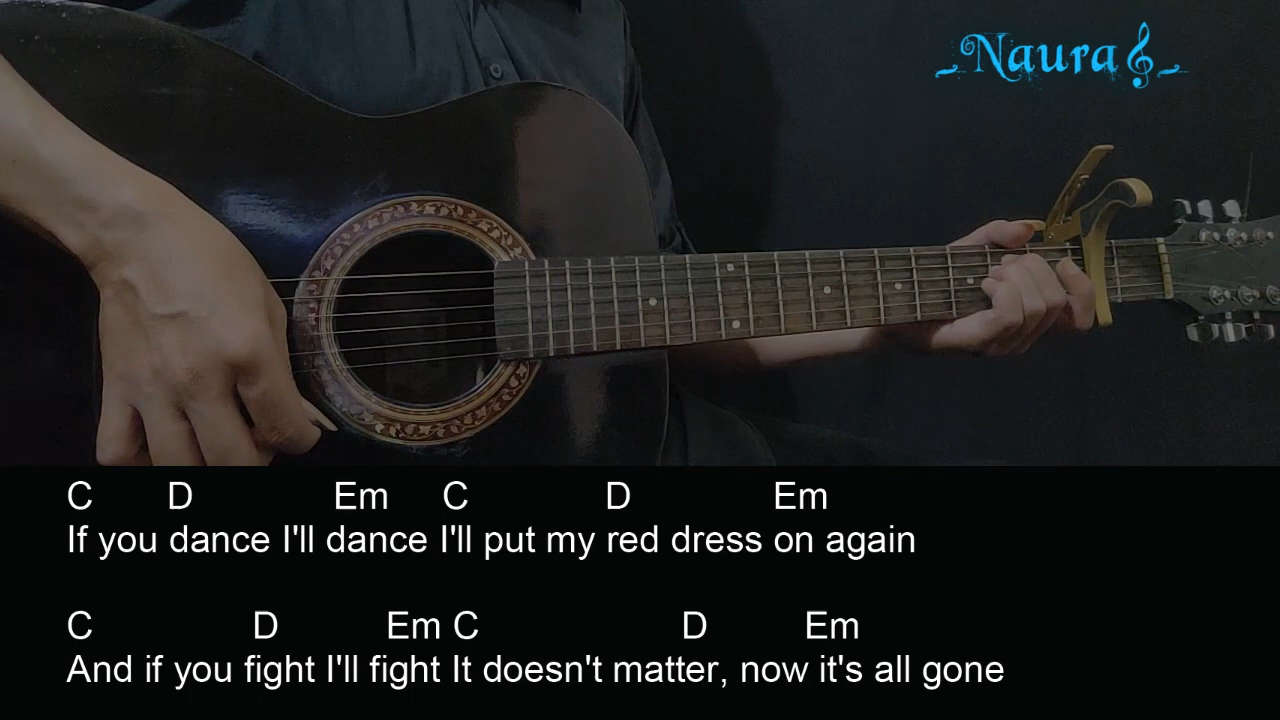 Naura
C D Em C D Em
If you dance I'll dance I'll put my red dress on again
C D Em C D Em
And if you fight I'll fight It doesn't matter, now it's all gone